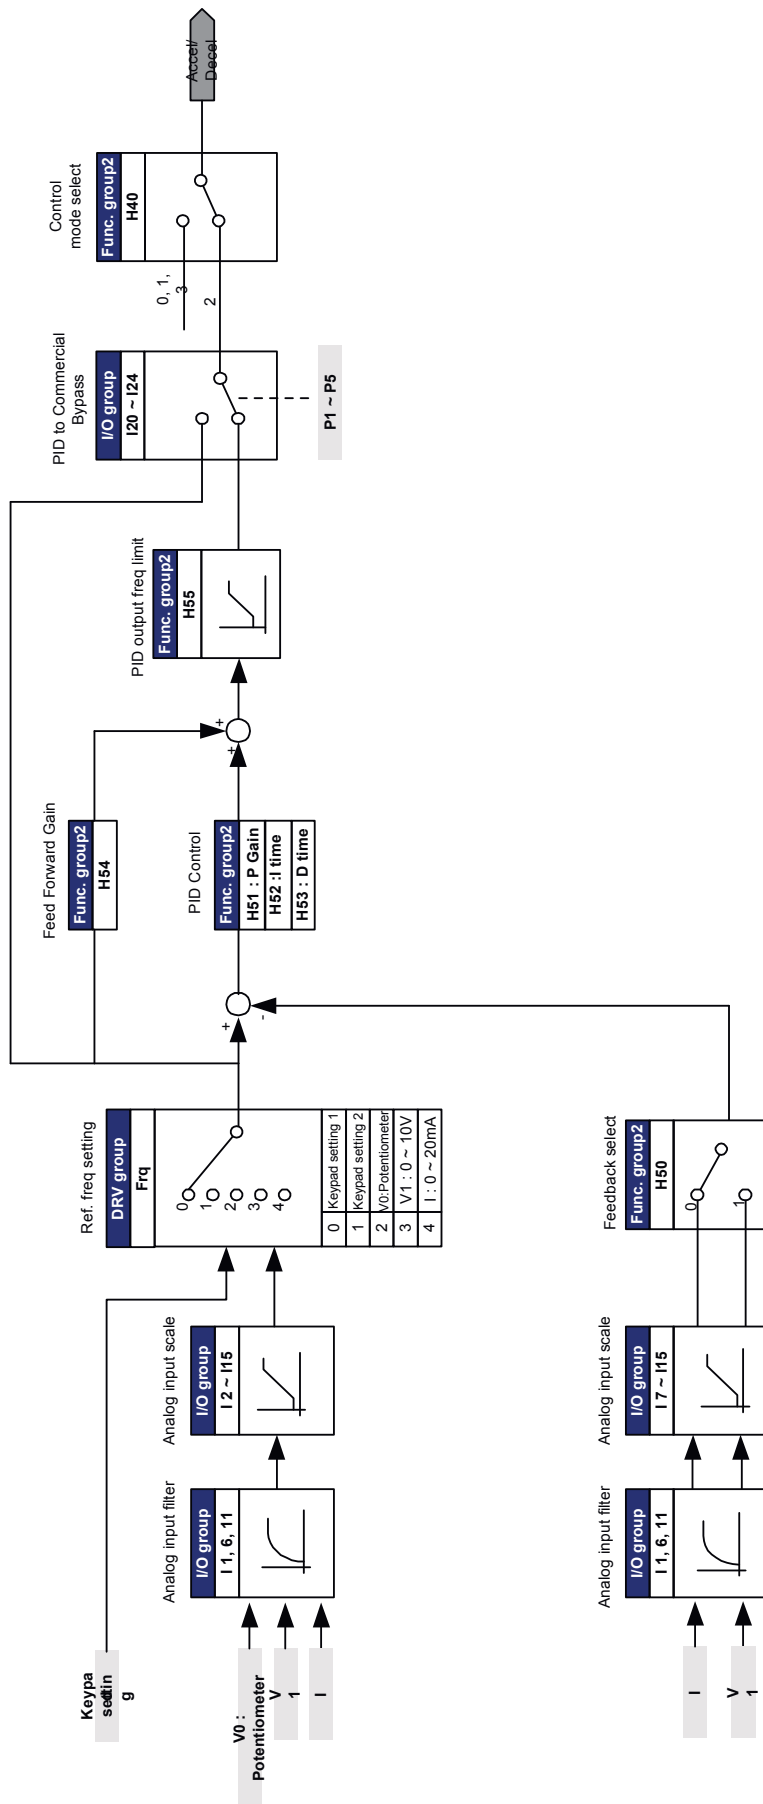 Keypa
settin
g
V0 :
Potentiometer
V
1
I
Analog input filter
I/O group
I 1, 6, 11
Analog input scale
I/O group
I 2 ~ I15
Ref. freq setting
DRV group
Frq
0
1
2
3
4
0 Keypad setting 1
1 Keypad setting 2
2 V0:Potentiometer
3 V1 : 0 ~ 10V
4 I : 0 ~ 20mA
+
-
Feed Forward Gain
Func. group2
H54
PID Control
Func. group2
H51 : P Gain
H52 :I time
H53 : D time
+
+
PID output freq limit
Func. group2
H55
PID to Commercial
Bypass
I/O group
I20 ~ I24
P1 ~ P5
Control
mode select
Func. group2
H40
0, 1,
3
2
Accel/
Decel
I
V
1
Analog input filter
I/O group
I 1, 6, 11
Analog input scale
I/O group
I 7 ~ I15
Feedback select
Func. group2
H50
0
1